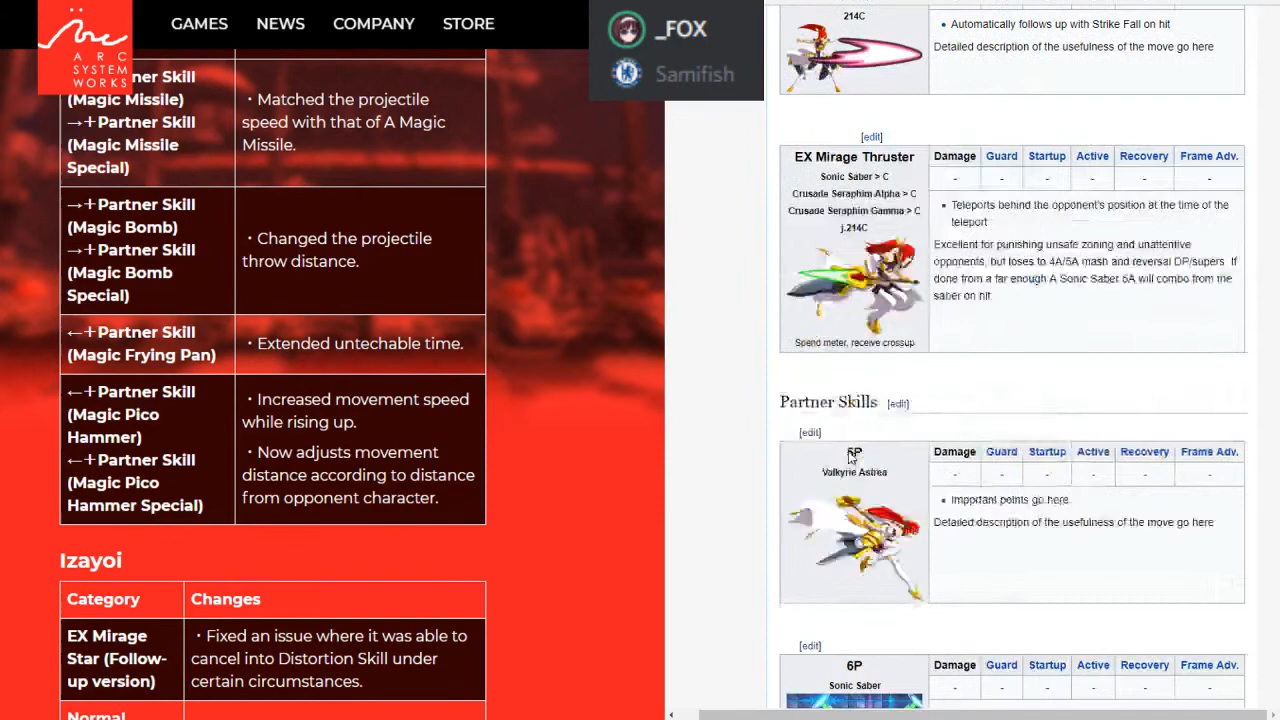 ARC
SYSTEM
WORKS
GAMES NEWS COMPANY STORE
Partner Skill
(Magic Missile)
→+Partner Skill
(Magic Missile
Special)
・Matched the projectile
speed with that of A Magic
Missile.
→+Partner Skill
(Magic Bomb)
→+Partner Skill
(Magic Bomb
Special)
・Changed the projectile
throw distance.
←+Partner Skill
(Magic Frying Pan)
・Extended untechable time.
←+Partner Skill
(Magic Pico
Hammer)
←+Partner Skill
(Magic Pico
Hammer Special)
・Increased movement speed
while rising up.
・Now adjusts movement
distance according to distance
from opponent character.
Izayoi
Category Changes
EX Mirage
Star (Follow-
up version)
・Fixed an issue where it was able to
cancel into Distortion Skill under
certain circumstances.
Normal
_FOX
Samifish
214C
Automatically follows up with Strike Fall on hit
Detailed description of the usefulness of the move go here
[edit]
EX Mirage Thruster
Sonic Saber > C
Crusade Seraphim Alpha > C
Crusade Seraphim Gamma > C
j.214C
Spend meter, receive crossup
Damage Guard Startup Active Recovery Frame Adv.
- - - - - -
Teleports behind the opponent's position at the time of the
teleport
Excellent for punishing unsafe zoning and unattentive
opponents, but loses to 4A/5A mash and reversal DP/supers. If
done from a far enough A Sonic Saber 5A will combo from the
saber on hit
Partner Skills [edit]
[edit]
5P
Valkyrie Astrea
Damage Guard Startup Active Recovery Frame Adv.
- - - - - -
Important points go here
Detailed description of the usefulness of the move go here
[edit]
6P
Sonic Saber
Damage Guard Startup Active Recovery Frame Adv.
- - - - - -